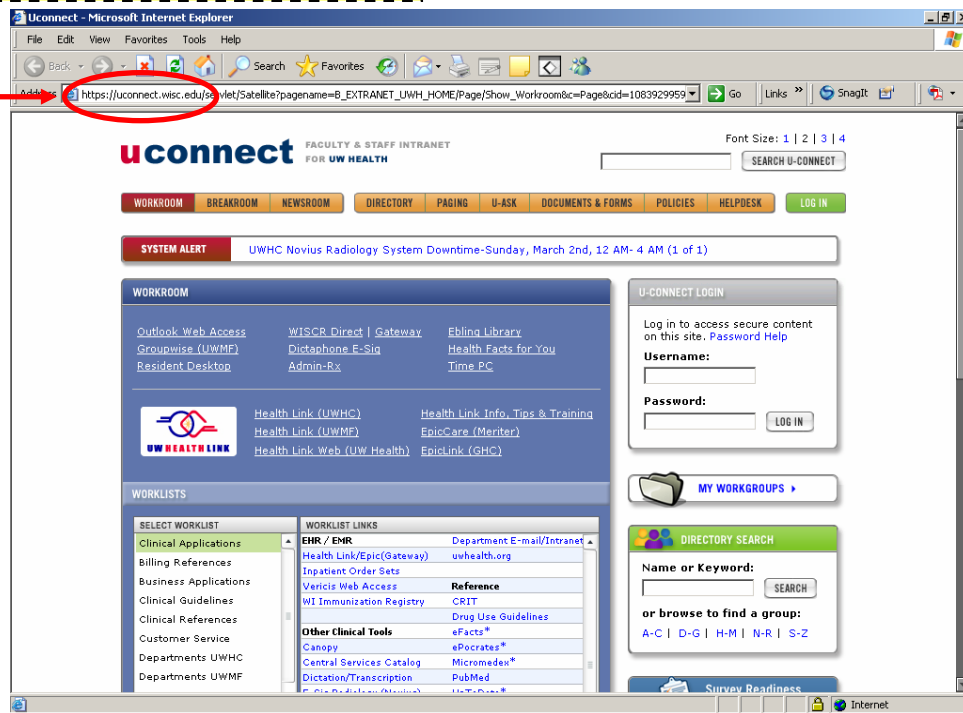 Uconnect - Microsoft Internet Explorer
File Edit View Favorites Tools Help
Back Search Favorites
Address https://uconnect.wisc.edu/servlet/Satellite?pagename=B_EXTRANET_UWH_HOME/Page/Show_Workroom&c=Page&cid=1083929959 Go Links » SnagIt
uconnect FACULTY & STAFF INTRANET
FOR UW HEALTH
Font Size: 1 | 2 | 3 | 4
SEARCH U-CONNECT
WORKROOM BREAKROOM NEWSROOM DIRECTORY PAGING U-ASK DOCUMENTS & FORMS POLICIES HELPDESK LOG IN
SYSTEM ALERT UWHC Novius Radiology System Downtime-Sunday, March 2nd, 12 AM- 4 AM (1 of 1)
WORKROOM
Outlook Web Access WISCR Direct | Gateway Ebling Library
Groupwise (UWMF) Dictaphone E-Sig Health Facts for You
Resident Desktop Admin-Rx Time PC
UW HEALTH LINK
Health Link (UWHC) Health Link Info, Tips & Training
Health Link (UWMF) EpicCare (Meriter)
Health Link Web (UW Health) EpicLink (GHC)
WORKLISTS
SELECT WORKLIST
Clinical Applications
Billing References
Business Applications
Clinical Guidelines
Clinical References
Customer Service
Departments UWHC
Departments UWMF
WORKLIST LINKS
EHR / EMR Department E-mail/Intranet
Health Link/Epic(Gateway) uwhealth.org
Inpatient Order Sets
Vericis Web Access Reference
WI Immunization Registry CRIT
Drug Use Guidelines
Other Clinical Tools eFacts*
Canopy ePocrates*
Central Services Catalog Micromedex*
Dictation/Transcription PubMed
U-CONNECT LOGIN
Log in to access secure content
on this site. Password Help
Username:
Password:
LOG IN
MY WORKGROUPS
DIRECTORY SEARCH
Name or Keyword:
SEARCH
or browse to find a group:
A-C | D-G | H-M | N-R | S-Z
Survey Readiness
Internet